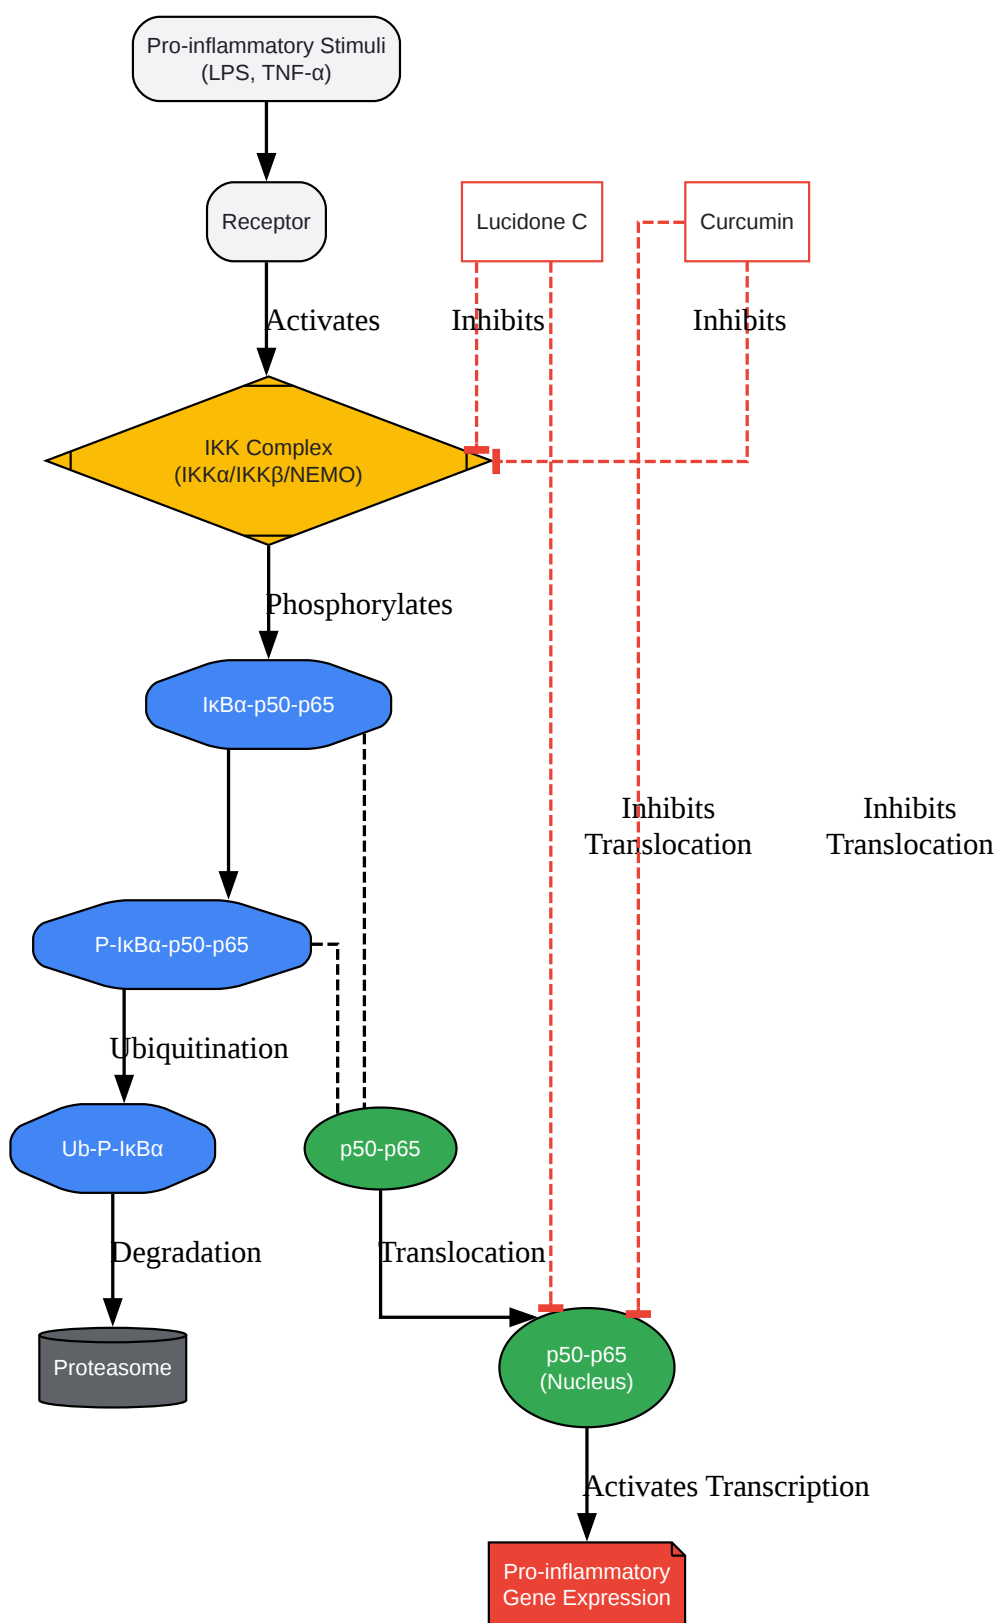 Pro-inflammatory Stimuli
(LPS, TNF-α)
Receptor
Lucidone C
Curcumin
Activates
Inhibits
Inhibits
IKK Complex
(IKKα/IKKβ/NEMO)
Phosphorylates
IκBα-p50-p65
Inhibits
Translocation
Inhibits
Translocation
P-IκBα-p50-p65
Ubiquitination
Ub-P-IκBα
p50-p65
Degradation
Translocation
Proteasome
p50-p65
(Nucleus)
Activates Transcription
Pro-inflammatory
Gene Expression